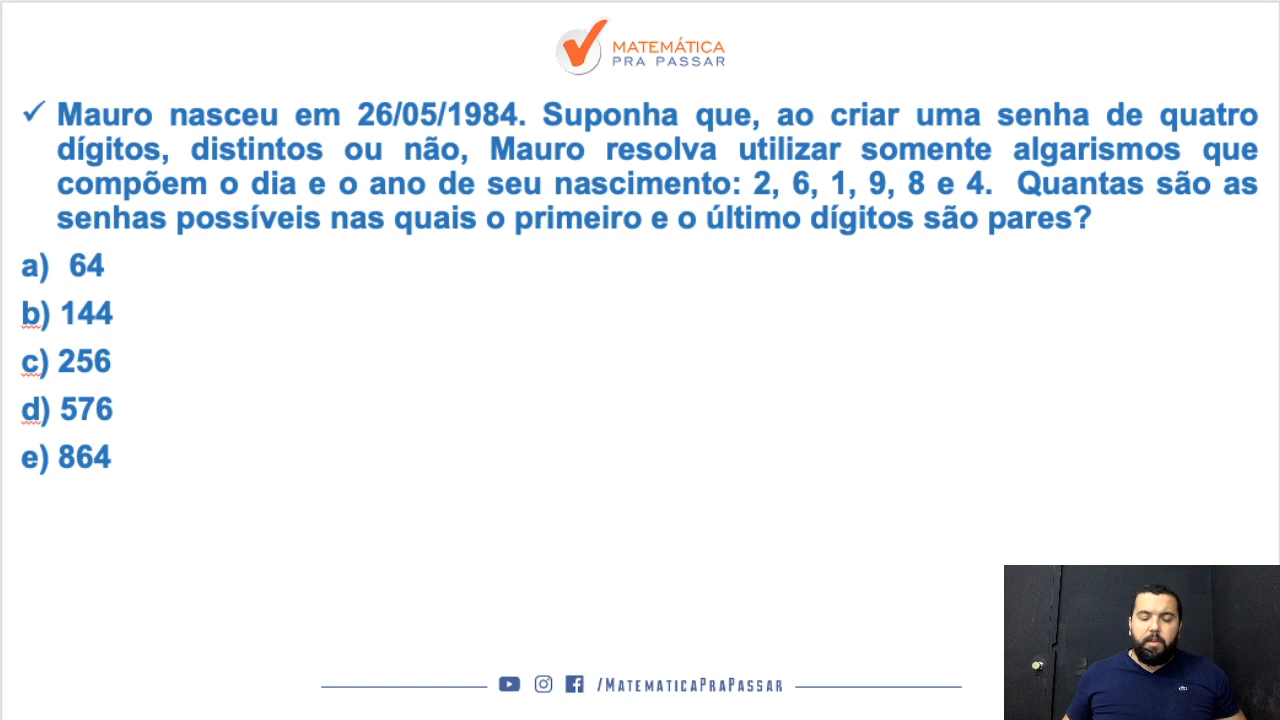 MATEMÁTICA
PRA PASSAR
✓ Mauro nasceu em 26/05/1984. Suponha que, ao criar uma senha de quatro
dígitos, distintos ou não, Mauro resolva utilizar somente algarismos que
compõem o dia e o ano de seu nascimento: 2, 6, 1, 9, 8 e 4. Quantas são as
senhas possíveis nas quais o primeiro e o último dígitos são pares?
a) 64
b) 144
c) 256
d) 576
e) 864
/MATEMATICAPRAPASSAR